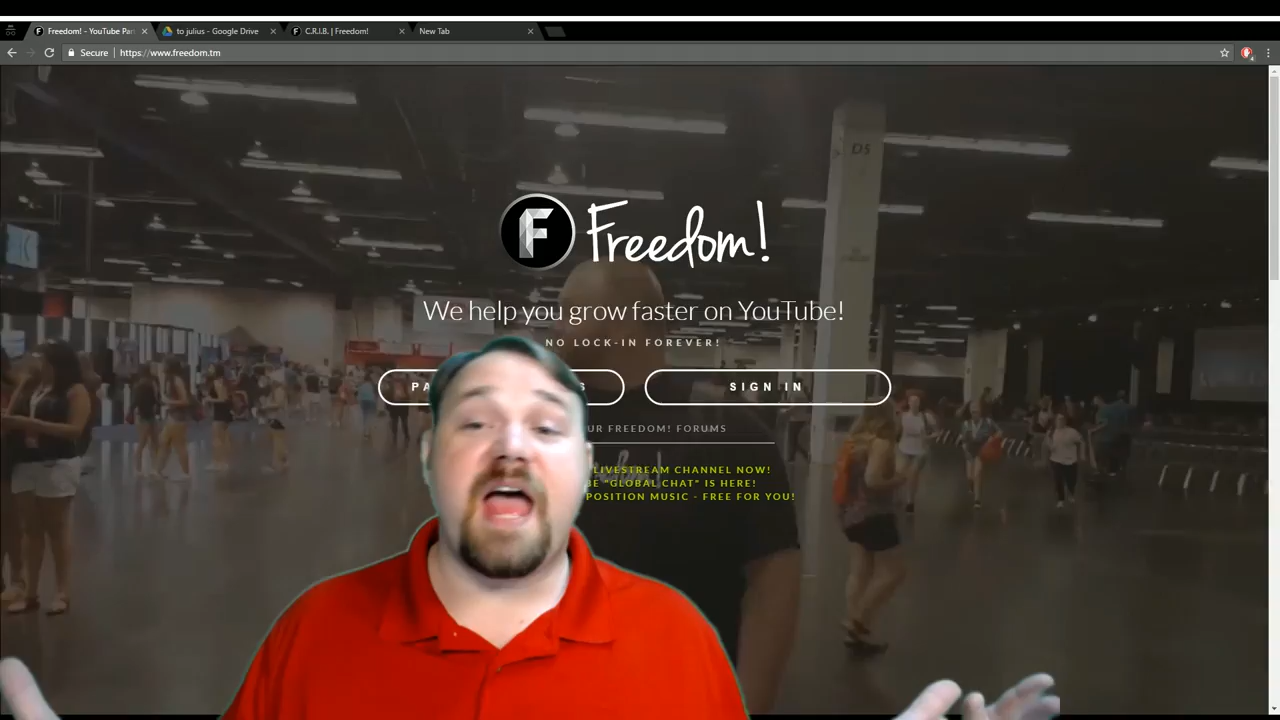 Freedom! - YouTube Par
to julius - Google Drive
C.R.I.B. | Freedom!
New Tab
Secure
https://www.freedom.tm
D5
F Freedom!
We help you grow faster on YouTube!
NO LOCK-IN FOREVER!
PA S
SIGN IN
UR FREEDOM! FORUMS
LIVESTREAM CHANNEL NOW!
BE "GLOBAL CHAT" IS HERE!
POSITION MUSIC - FREE FOR YOU!